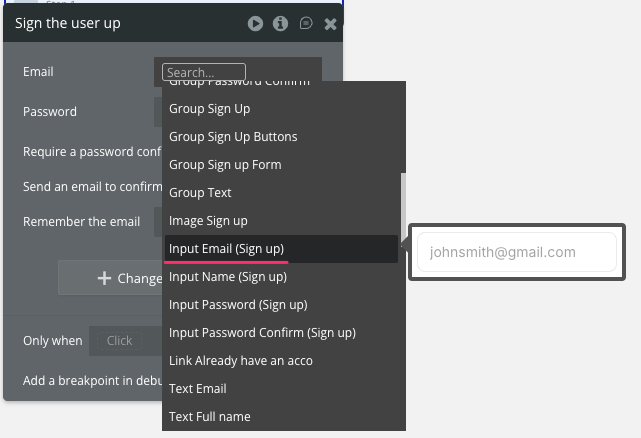 Sign the user up
Email
Search...
Group Password Confirm
Password
Group Sign Up
Group Sign Up Buttons
Require a password conf
Group Sign up Form
Send an email to confirm
Group Text
Remember the email
Image Sign up
Input Email (Sign up)
johnsmith@gmail.com
Change
Input Name (Sign up)
Input Password (Sign up)
Only when
Click
Input Password Confirm (Sign up)
Link Already have an acco
Add a breakpoint in debu
Text Email
Text Full name